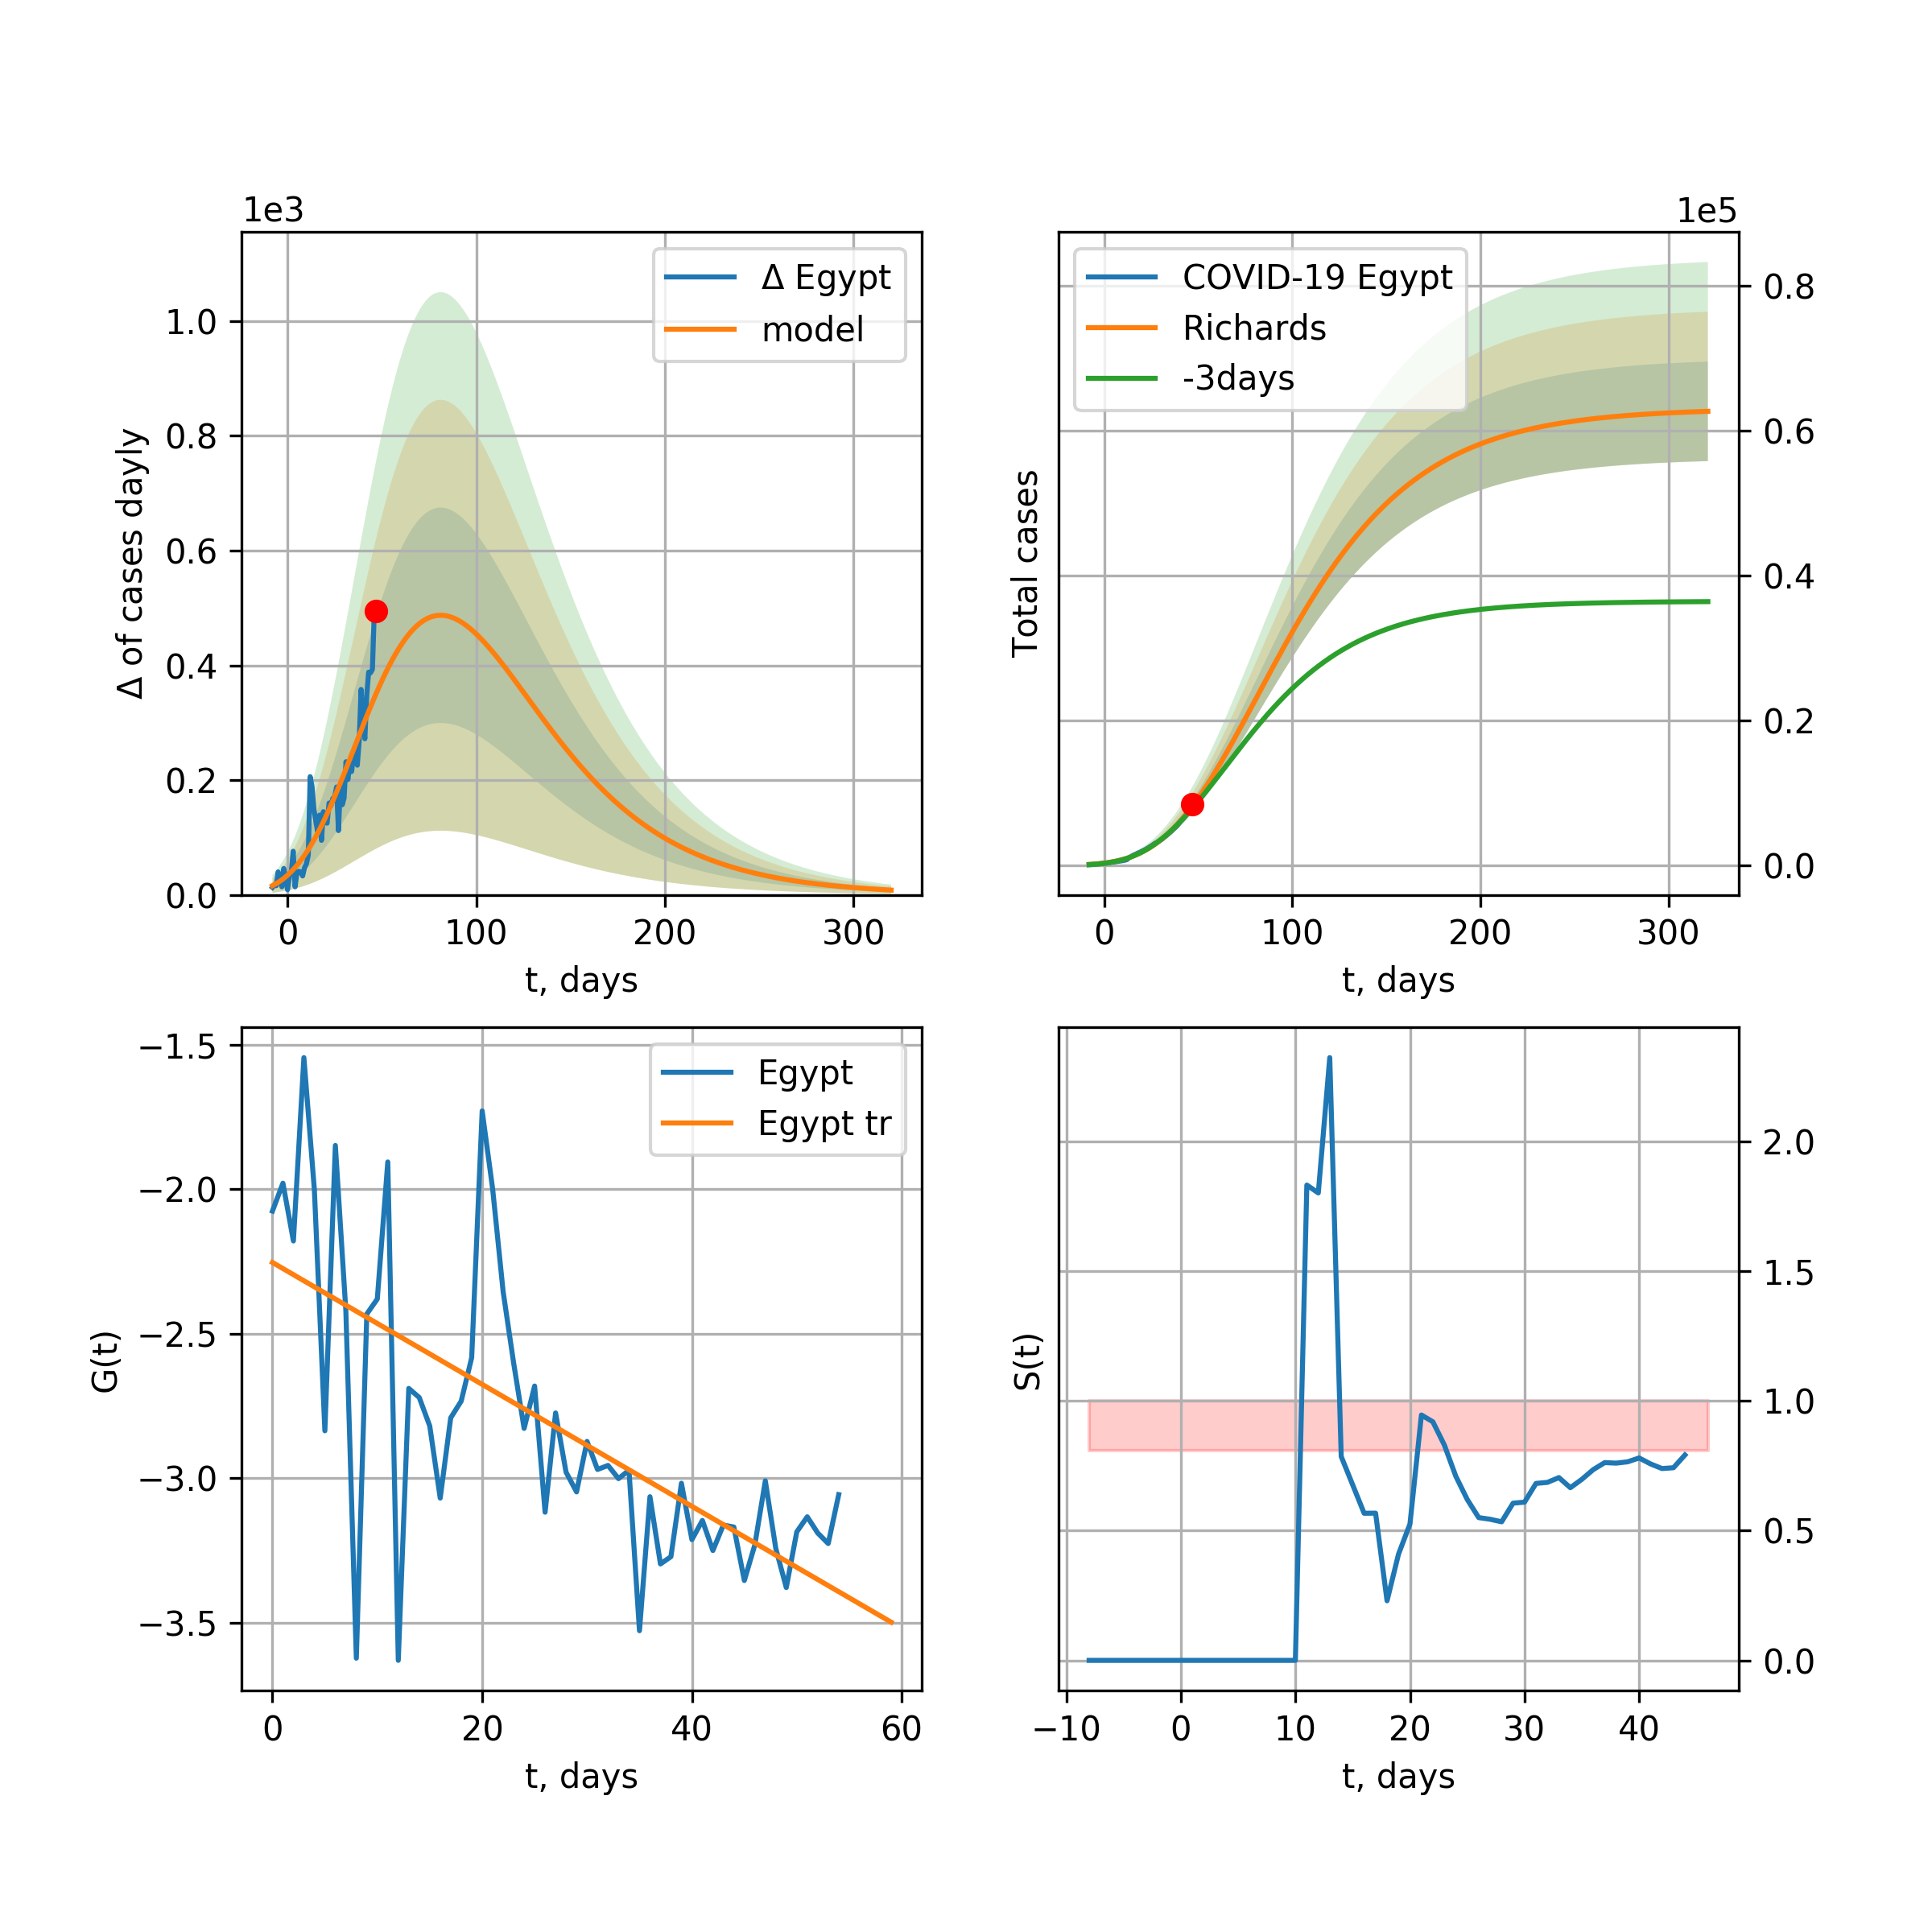 1e3
Δ of cases dayly
1.0
0.8
0.6
0.4
0.2
0.0
0 100 200 300
t, days
Δ Egypt
model
1e5
Total cases
COVID-19 Egypt
Richards
-3days
0.8
0.6
0.4
0.2
0.0
0 100 200 300
t, days
G(t)
−1.5
−2.0
−2.5
−3.0
−3.5
0 20 40 60
t, days
Egypt
Egypt tr
S(t)
2.0
1.5
1.0
0.5
0.0
−10 0 10 20 30 40
t, days